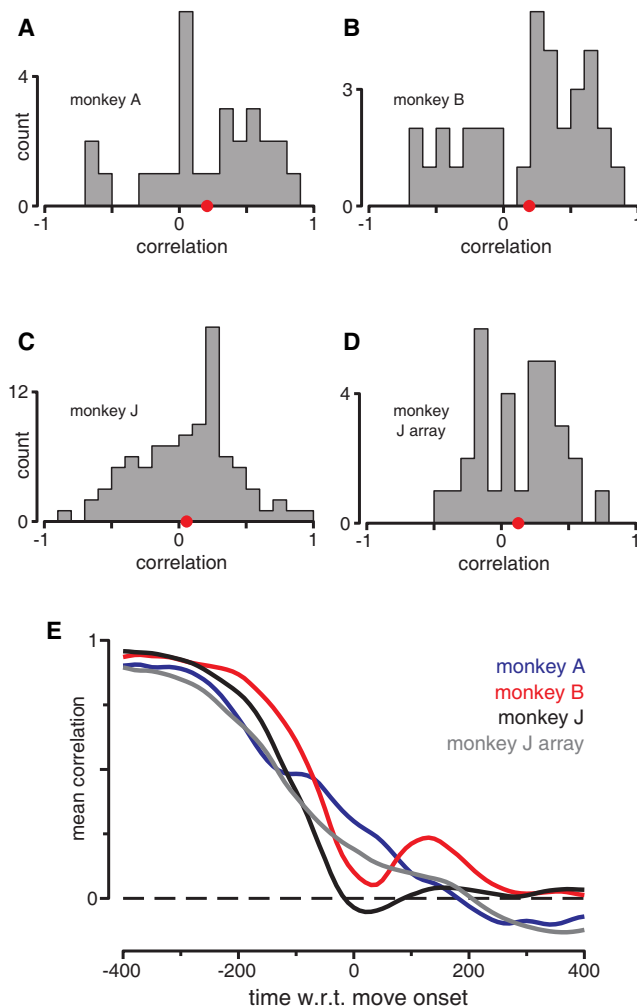 A
B
4
monkey A
count
0
-1 0 1
correlation
3
monkey B
0
-1 0 1
correlation
C
D
12
monkey J
count
0
-1 0 1
correlation
4
monkey
J array
0
-1 0 1
correlation
E
1
monkey A
monkey B
monkey J
monkey J array
mean correlation
0
-400 -200 0 200 400
time w.r.t. move onset